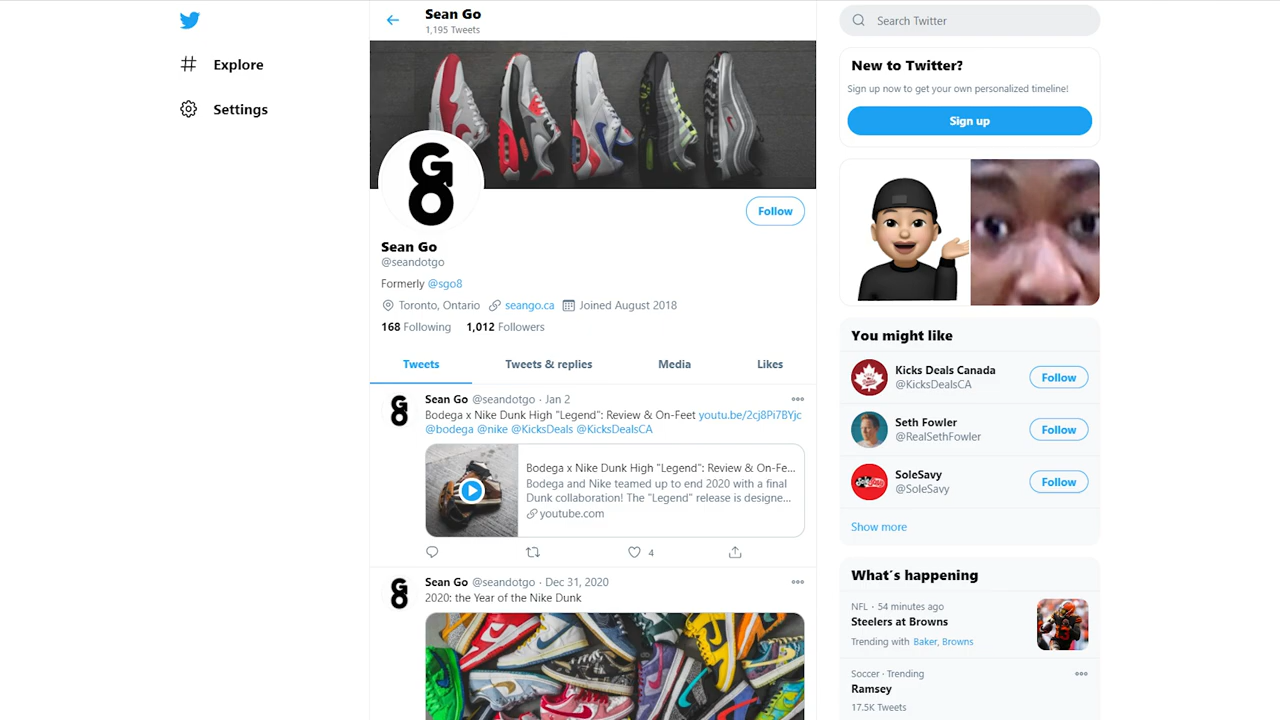 Explore
Settings
Sean Go
1,195 Tweets
GO
Follow
Sean Go
@seandotgo
Formerly @sgo8
Toronto, Ontario seango.ca Joined August 2018
168 Following 1,012 Followers
Tweets Tweets & replies Media Likes
GO
Sean Go @seandotgo · Jan 2
Bodega x Nike Dunk High "Legend": Review & On-Feet youtu.be/2cj8Pi7BYjc
@bodega @nike @KicksDeals @KicksDealsCA
Bodega x Nike Dunk High "Legend": Review & On-Fe...
Bodega and Nike teamed up to end 2020 with a final
Dunk collaboration! The "Legend" release is designe...
youtube.com
4
GO
Sean Go @seandotgo · Dec 31, 2020
2020: the Year of the Nike Dunk
Search Twitter
New to Twitter?
Sign up now to get your own personalized timeline!
Sign up
You might like
Kicks Deals Canada
@KicksDealsCA
Follow
Seth Fowler
@RealSethFowler
Follow
SoleSavy
@SoleSavy
Follow
Show more
What's happening
NFL · 54 minutes ago
Steelers at Browns
Trending with Baker, Browns
Soccer · Trending
Ramsey
17.5K Tweets